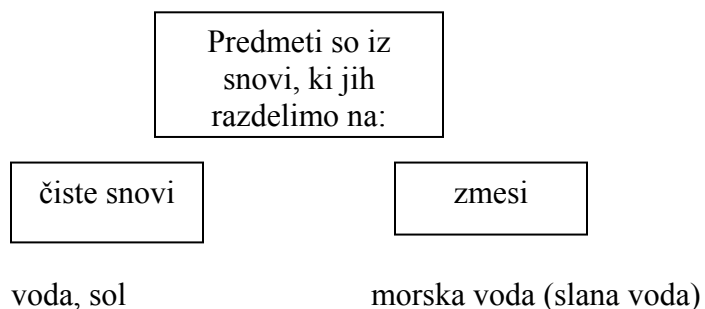 Predmeti so iz
snovi, ki jih
razdelimo na:
čiste snovi
zmesi
voda, sol
morska voda (slana voda)